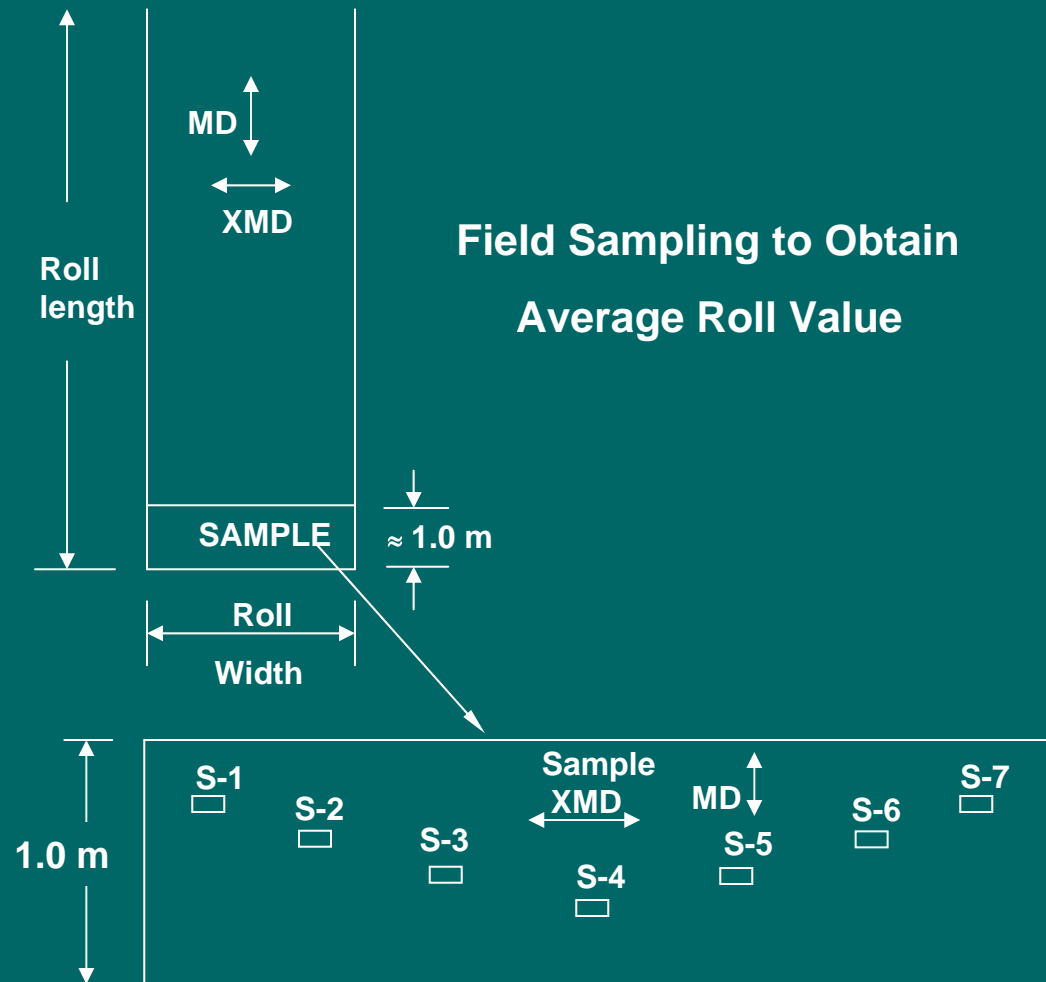 MD
XMD
Field Sampling to Obtain
Average Roll Value
Roll
length
SAMPLE
≈ 1.0 m
Roll
Width
Sample
XMD
MD
S-1
S-2
S-3
S-4
S-5
S-6
S-7
1.0 m